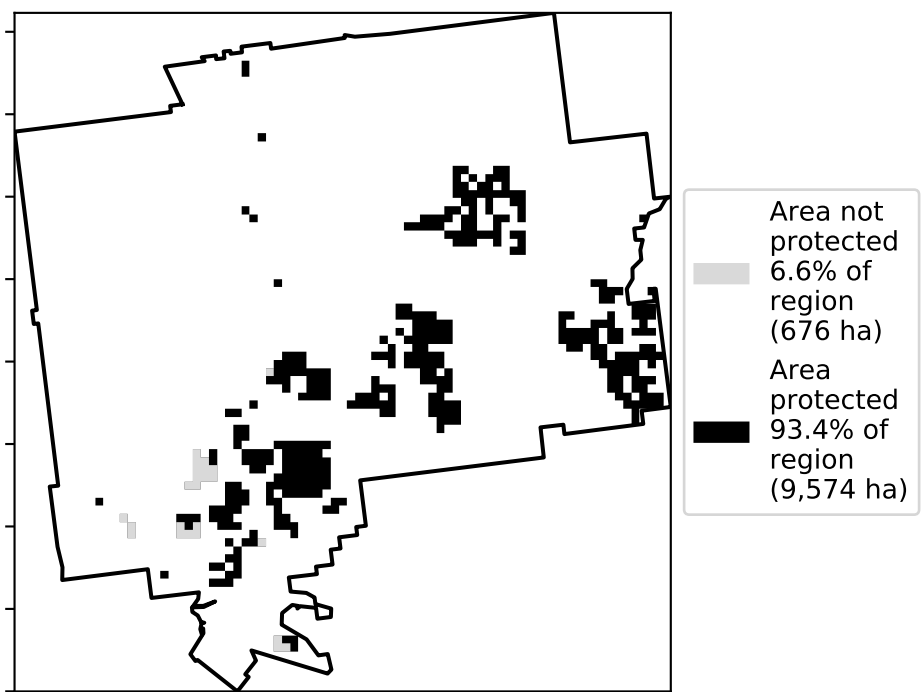 Area not
protected
6.6% of
region
(676 ha)
Area
protected
93.4% of
region
(9,574 ha)